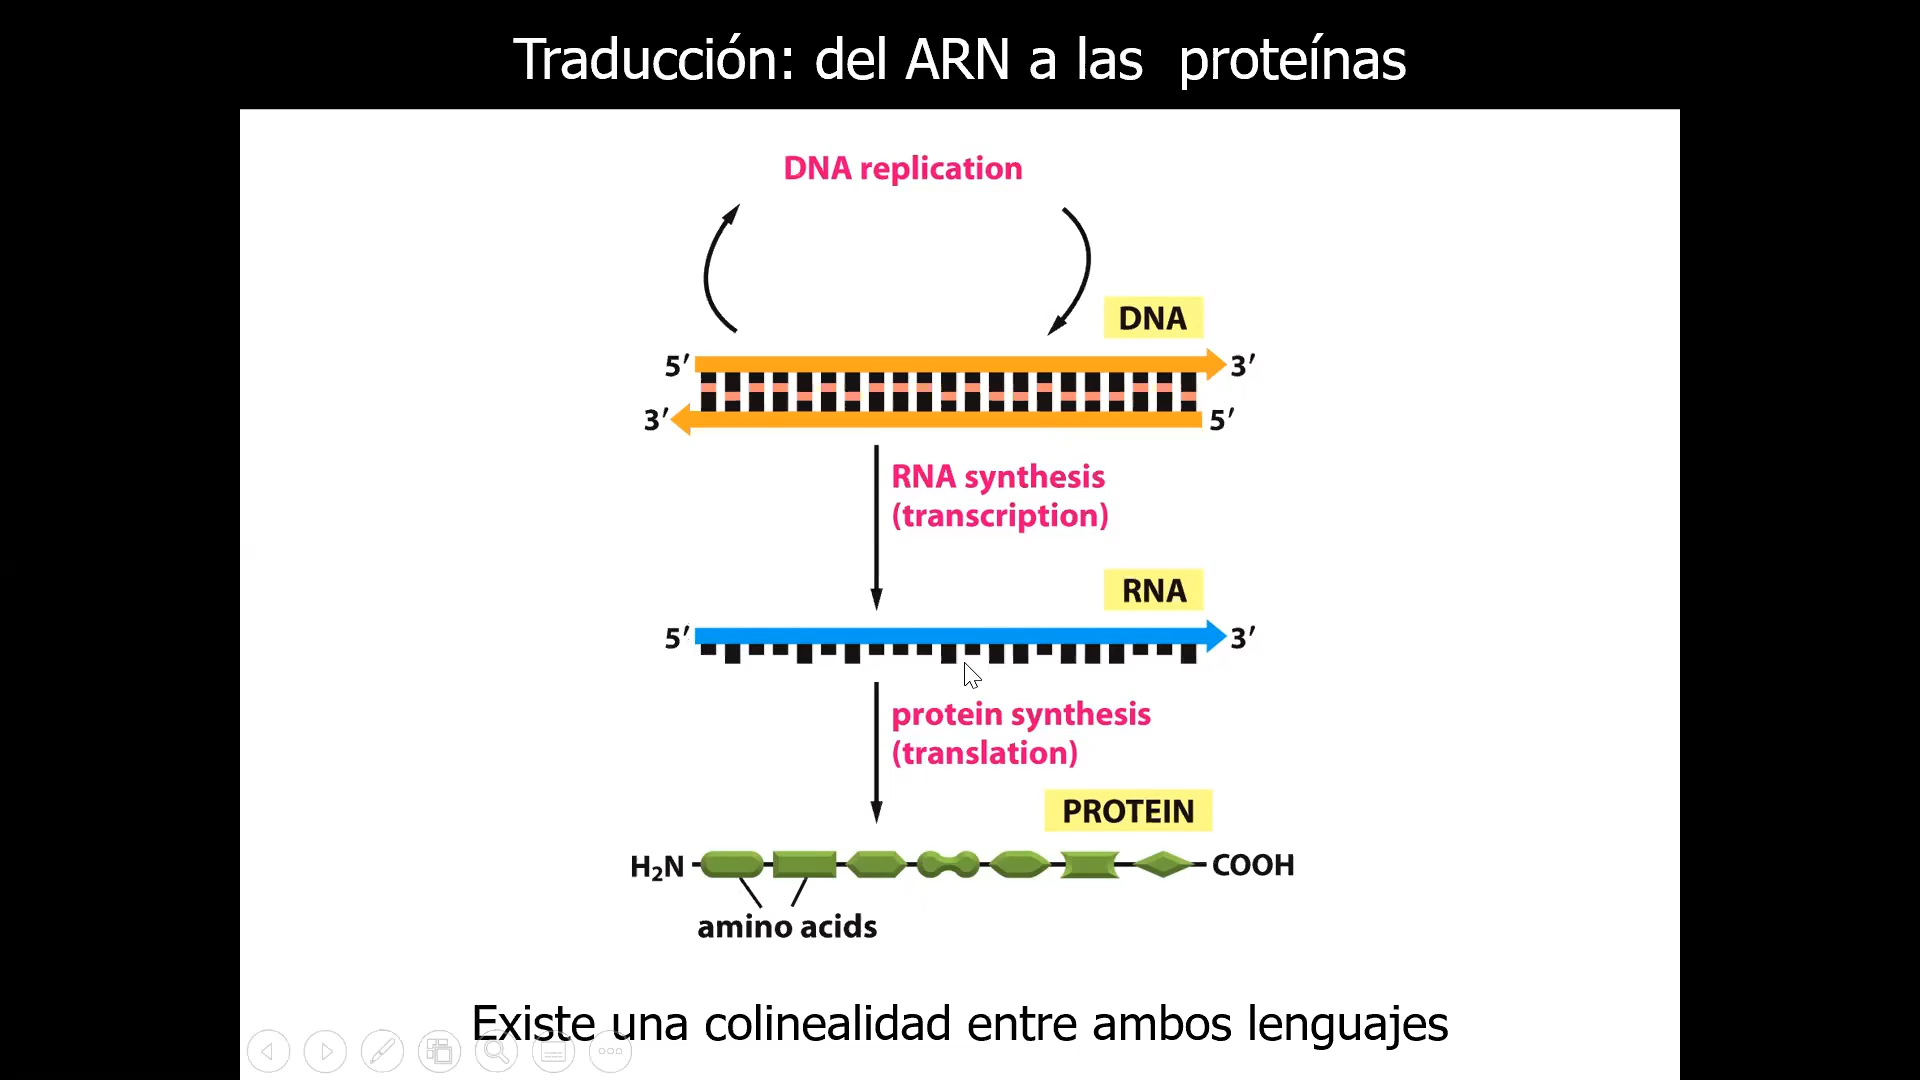 Traducción: del ARN a las proteínas
DNA replication
DNA
5′ 3′
3′ 5′
RNA synthesis
(transcription)
RNA
5′ 3′
protein synthesis
(translation)
PROTEIN
H₂N COOH
amino acids
Existe una colinealidad entre ambos lenguajes